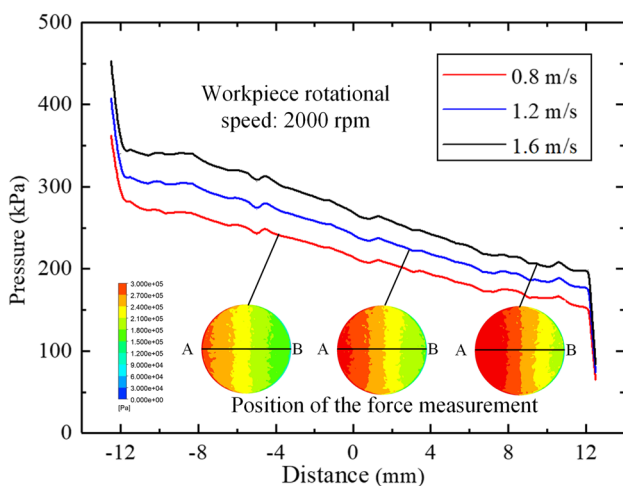 500
400
300
200
100
0
Pressure (kPa)
Workpiece rotational
speed: 2000 rpm
0.8 m/s
1.2 m/s
1.6 m/s
3.000e+05
2.700e+05
2.400e+05
2.100e+05
1.800e+05
1.500e+05
1.200e+05
9.000e+04
6.000e+04
3.000e+04
0.000e+00
[Pa]
A B A B A B
Position of the force measurement
-12 -8 -4 0 4 8 12
Distance (mm)